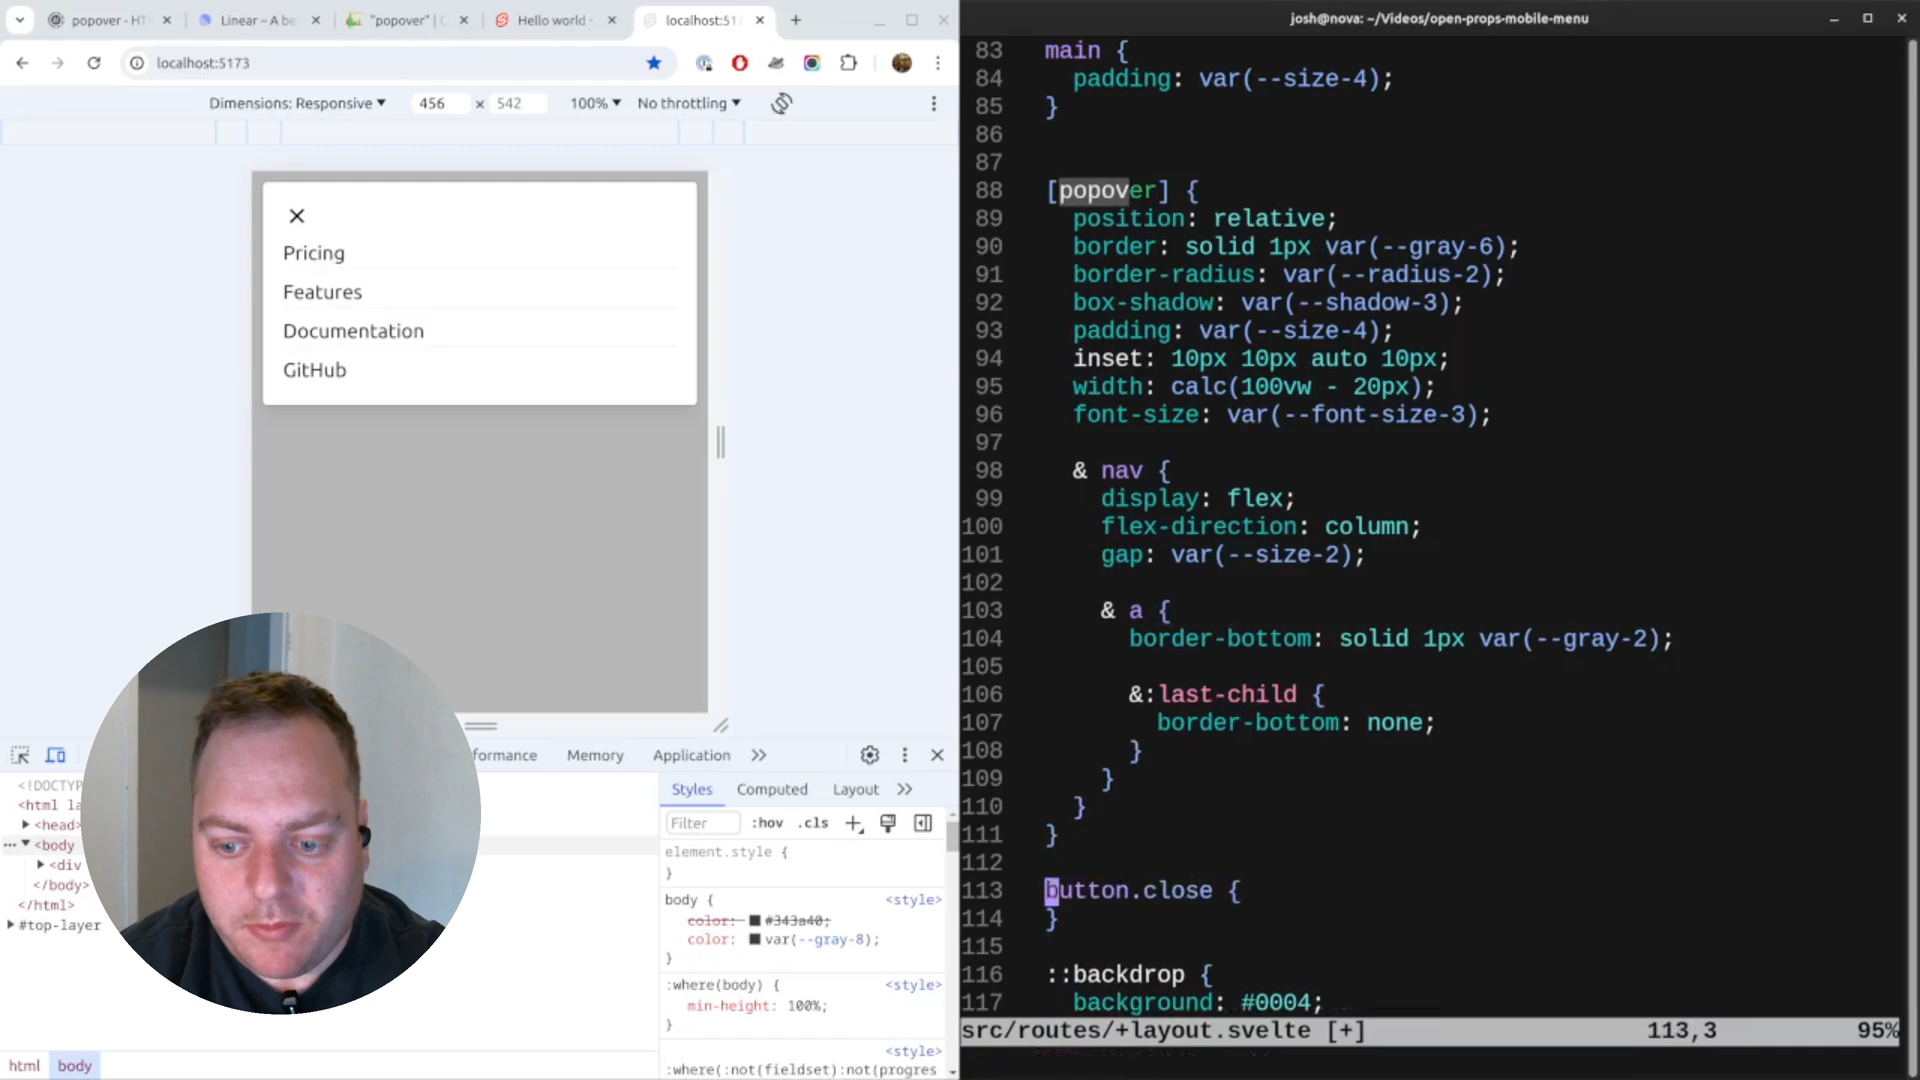 popover - HT
Linear – A be
"popover" | C
Hello world -
localhost:517
localhost:5173
Dimensions: Responsive 456 × 542 100% No throttling
Pricing
Features
Documentation
GitHub
formance Memory Application
<!DOCTYP
<html la
<head>
<body
<div
</body>
</html>
#top-layer
html body
Styles Computed Layout
Filter :hov .cls
element.style {
}
body { <style>
color: #343a40;
color: var(--gray-8);
}
:where(body) { <style>
min-height: 100%;
}
<style>
:where(:not(fieldset):not(progres
josh@nova: ~/Videos/open-props-mobile-menu
83 main {
84 padding: var(--size-4);
85 }
86
87
88 [popover] {
89 position: relative;
90 border: solid 1px var(--gray-6);
91 border-radius: var(--radius-2);
92 box-shadow: var(--shadow-3);
93 padding: var(--size-4);
94 inset: 10px 10px auto 10px;
95 width: calc(100vw - 20px);
96 font-size: var(--font-size-3);
97
98 & nav {
99 display: flex;
100 flex-direction: column;
101 gap: var(--size-2);
102
103 & a {
104 border-bottom: solid 1px var(--gray-2);
105
106 &:last-child {
107 border-bottom: none;
108 }
109 }
110 }
111 }
112
113 button.close {
114 }
115
116 ::backdrop {
117 background: #0004;
src/routes/+layout.svelte [+] 113,3 95%